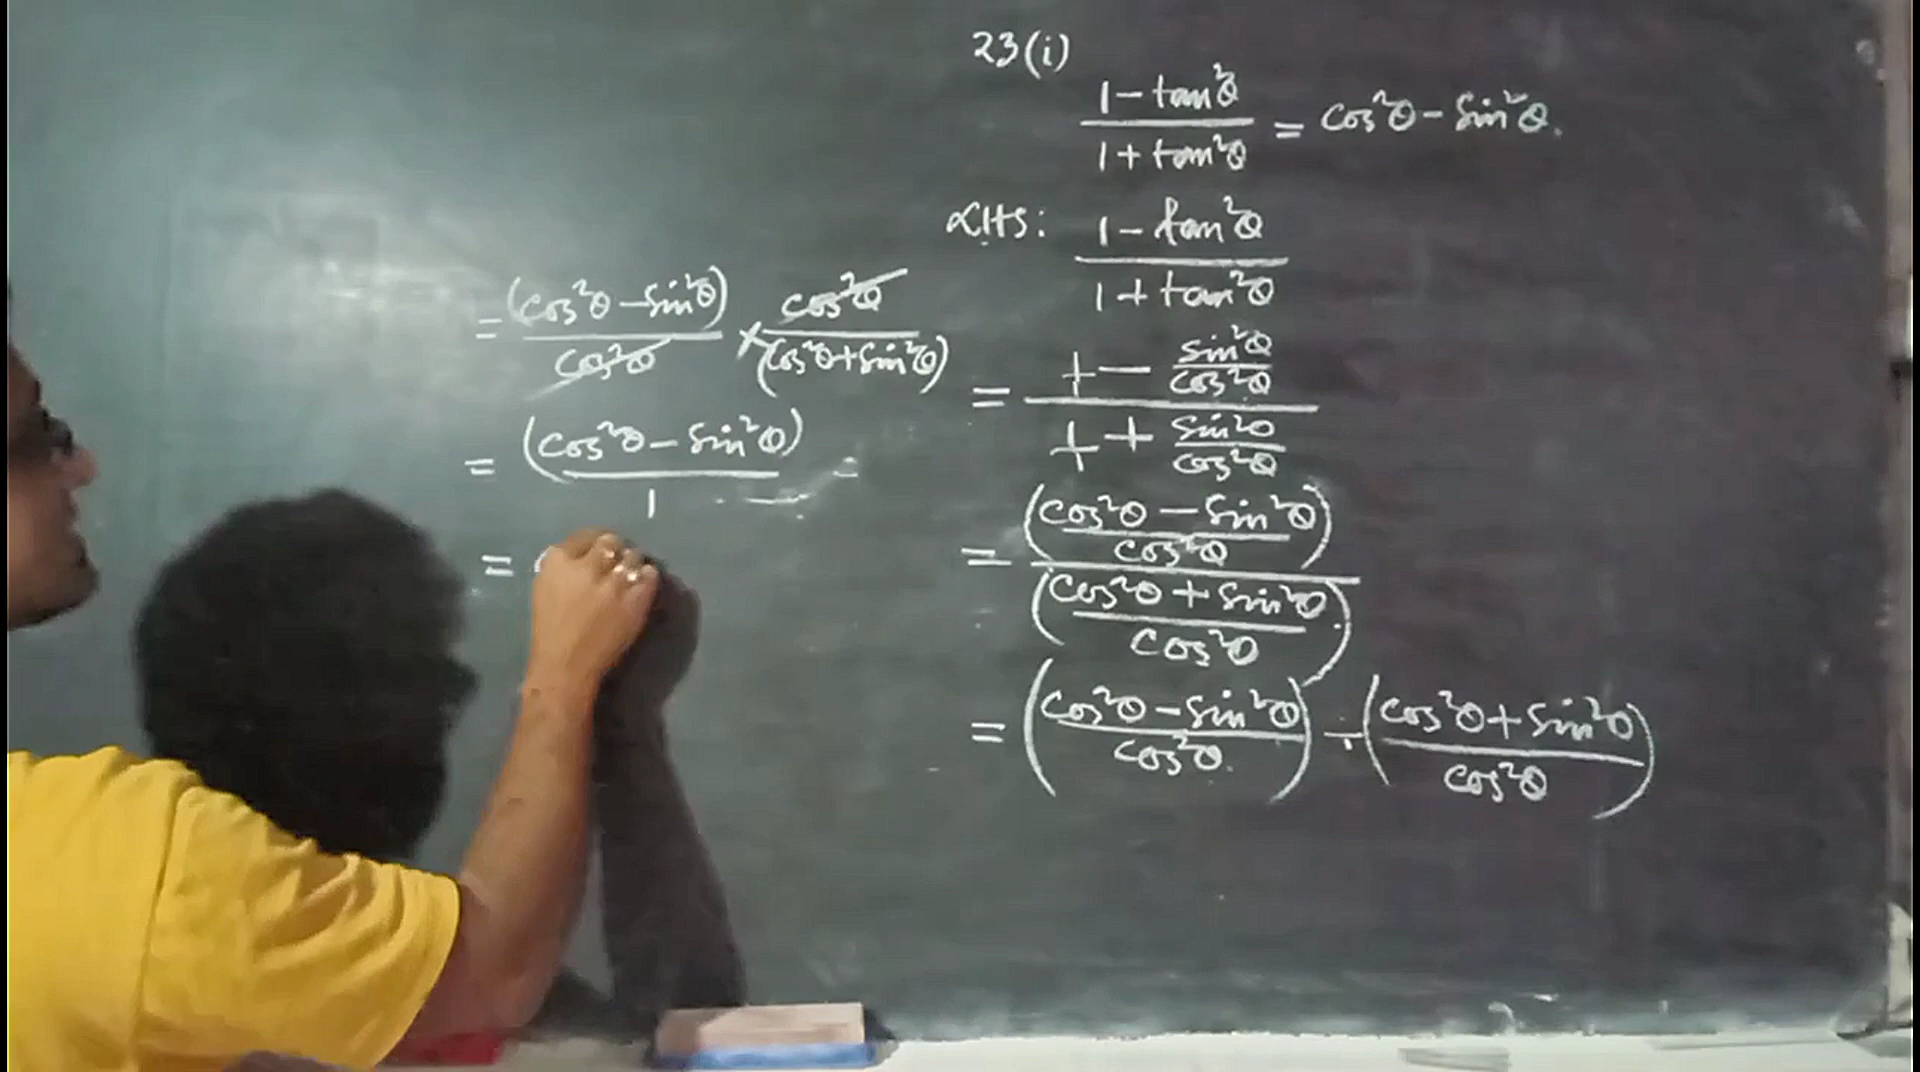 23(i)
1 - tan²θ / 1 + tan²θ = cos²θ - sin²θ.
LHS: 1 - tan²θ / 1 + tan²θ
= 1 - sin²θ/cos²θ / 1 + sin²θ/cos²θ
= (cos²θ - sin²θ / cos²θ) / (cos²θ + sin²θ / cos²θ)
= (cos²θ - sin²θ / cos²θ) ÷ (cos²θ + sin²θ / cos²θ)
= (cos²θ - sin²θ) / cos²θ × cos²θ / (cos²θ + sin²θ)
= (cos²θ - sin²θ) / 1
=